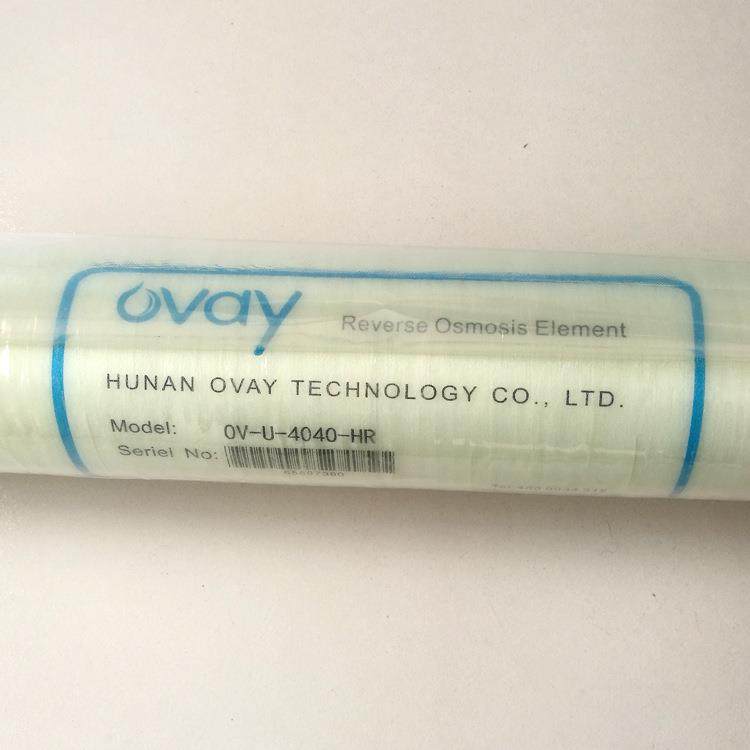 ovay
Reverse Osmosis Element
HUNAN OVAY TECHNOLOGY CO., LTD.
Model: OV-U-4040-HR
Seriel No: